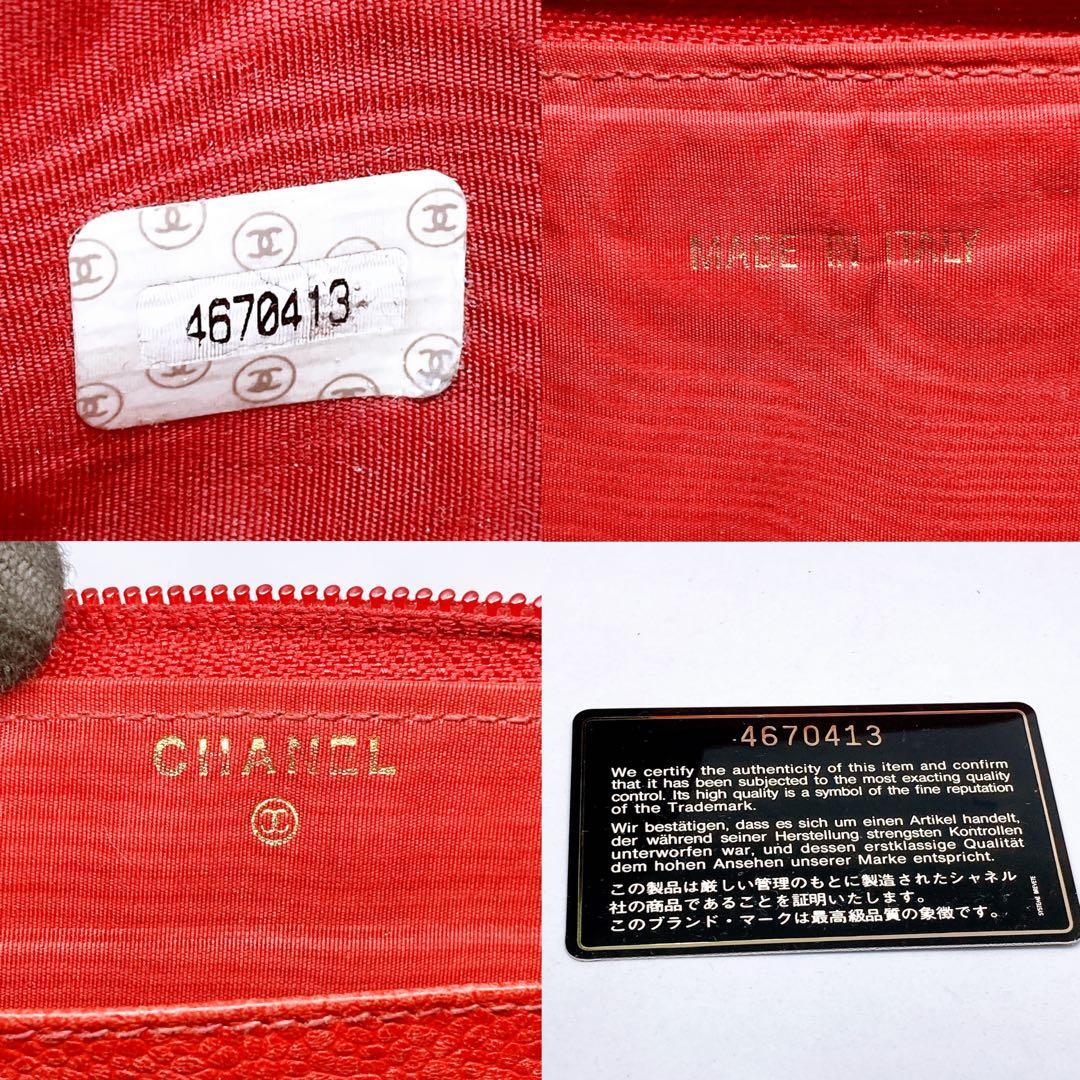 4670413
MADE IN ITALY
CHANEL
4670413
We certify the authenticity of this item and confirm
that it has been subjected to the most exacting quality
control. Its high quality is a symbol of the fine reputation
of the Trademark.
Wir bestätigen, dass es sich um einen Artikel handelt,
der während seiner Herstellung strengsten Kontrollen
unterworfen war, und dessen erstklassige Qualität
dem hohen Ansehen unserer Marke entspricht.
この製品は厳しい管理のもとに製造されたシャネル
社の商品であることを証明いたします。
このブランド・マークは最高級品質の象徴です。